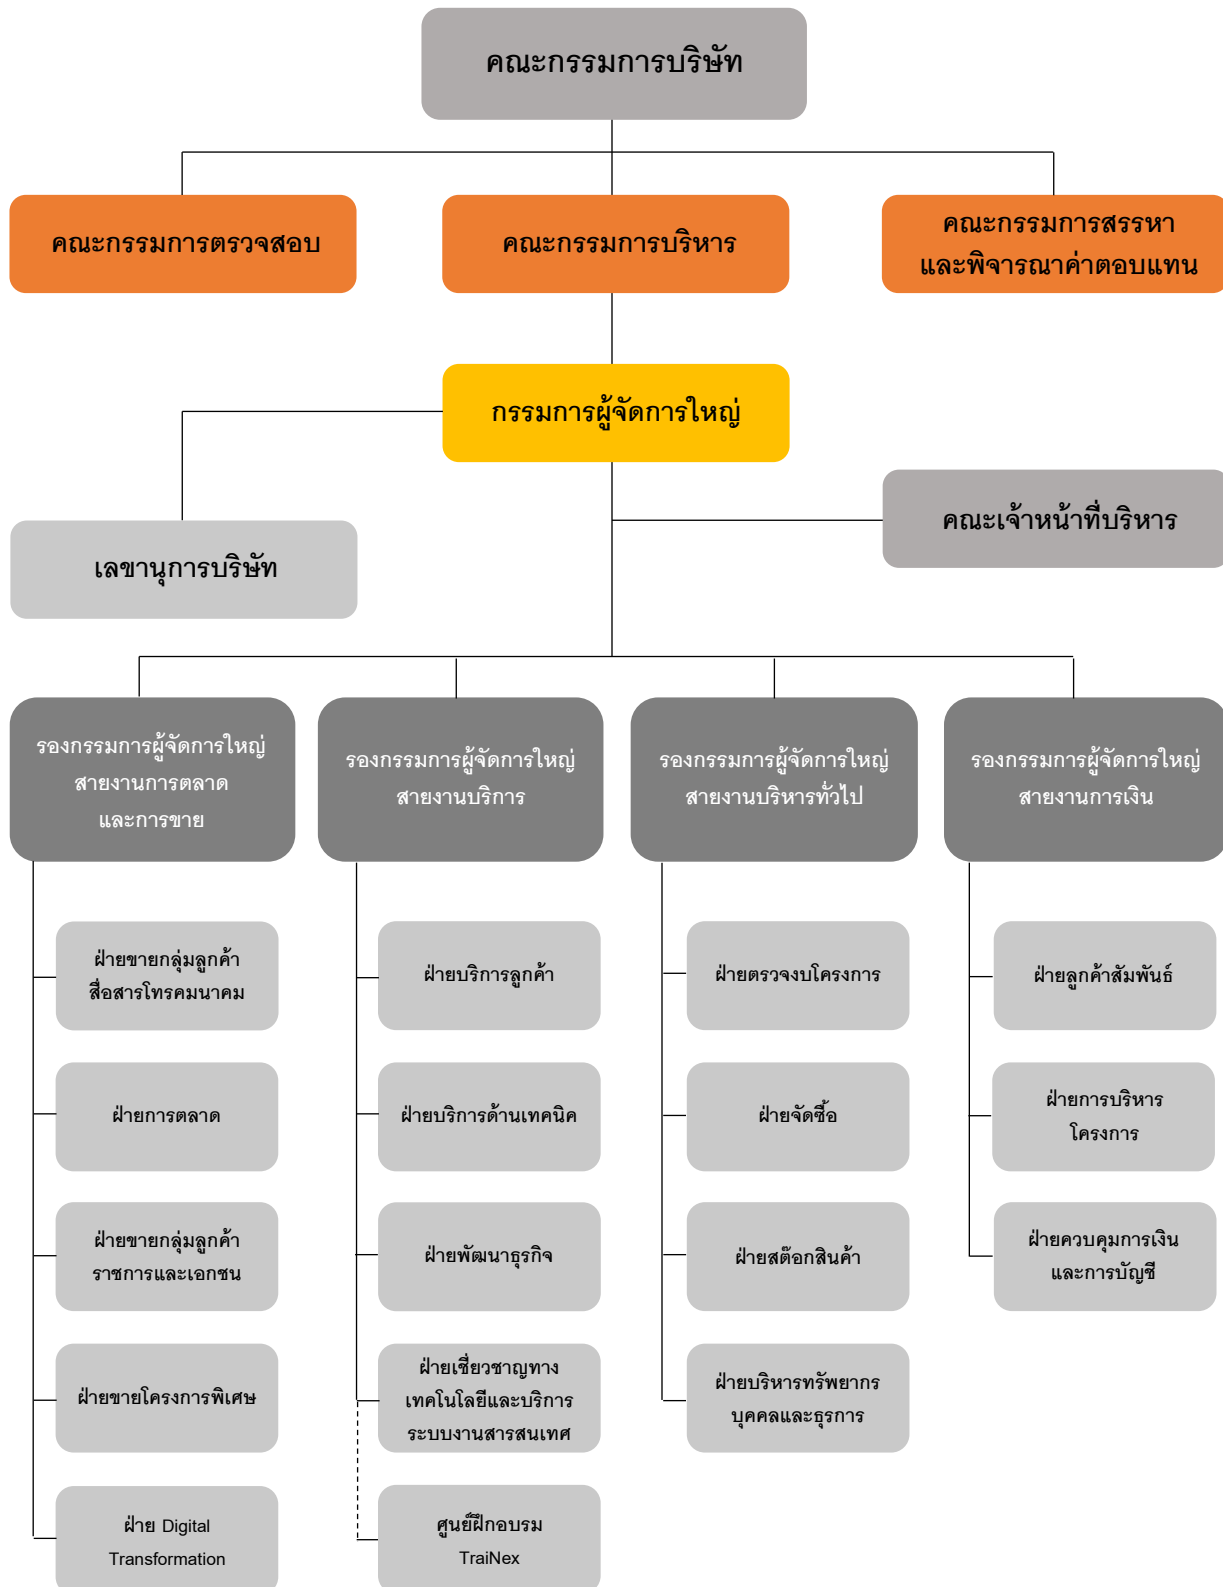 คณะกรรมการบริษัท
คณะกรรมการตรวจสอบ
คณะกรรมการบริหาร
คณะกรรมการสรรหา
และพิจารณาค่าตอบแทน
กรรมการผู้จัดการใหญ่
คณะเจ้าหน้าที่บริหาร
เลขานุการบริษัท
รองกรรมการผู้จัดการใหญ่
สายงานการตลาด
และการขาย
รองกรรมการผู้จัดการใหญ่
สายงานบริการ
รองกรรมการผู้จัดการใหญ่
สายงานบริหารทั่วไป
รองกรรมการผู้จัดการใหญ่
สายงานการเงิน
ฝ่ายขายกลุ่มลูกค้า
สื่อสารโทรคมนาคม
ฝ่ายบริการลูกค้า
ฝ่ายตรวจงบโครงการ
ฝ่ายลูกค้าสัมพันธ์
ฝ่ายการตลาด
ฝ่ายบริการด้านเทคนิค
ฝ่ายจัดซื้อ
ฝ่ายการบริหาร
โครงการ
ฝ่ายขายกลุ่มลูกค้า
ราชการและเอกชน
ฝ่ายพัฒนาธุรกิจ
ฝ่ายสต๊อกสินค้า
ฝ่ายควบคุมการเงิน
และการบัญชี
ฝ่ายขายโครงการพิเศษ
ฝ่ายเชี่ยวชาญทาง
เทคโนโลยีและบริการ
ระบบงานสารสนเทศ
ฝ่ายบริหารทรัพยากร
บุคคลและธุรการ
ฝ่าย Digital
Transformation
ศูนย์ฝึกอบรม
TraiNex